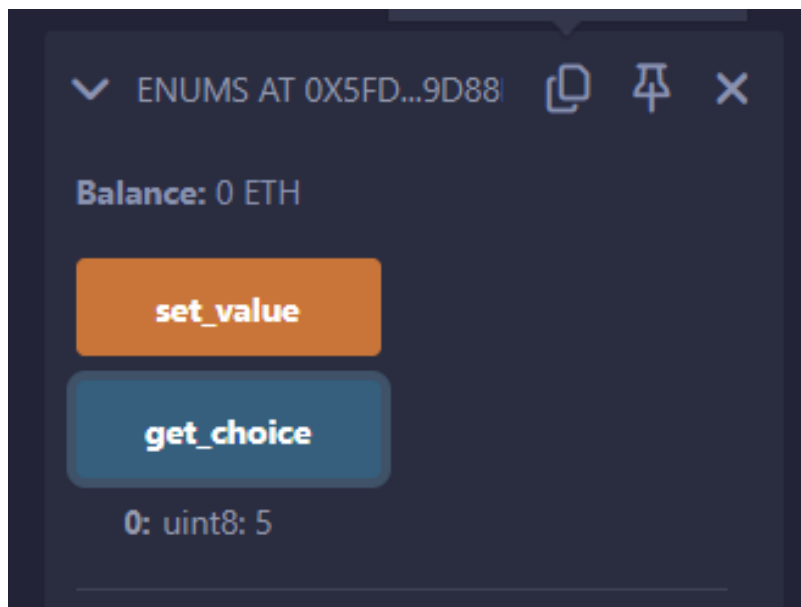 ENUMS AT 0X5FD...9D88
Balance: 0 ETH
set_value
get_choice
0: uint8: 5